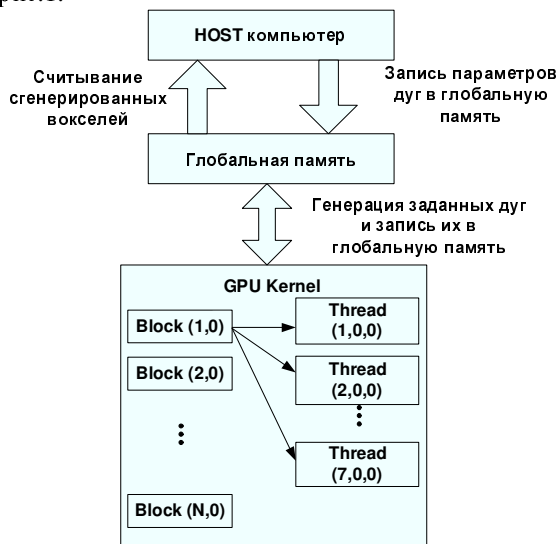 HOST компьютер
Считывание
сгенерированных
вокселей
Запись параметров
дуг в глобальную
память
Глобальная память
Генерация заданных дуг
и запись их в
глобальную память
GPU Kernel
Block (1,0)
Thread
(1,0,0)
Block (2,0)
Thread
(2,0,0)
Thread
(7,0,0)
Block (N,0)